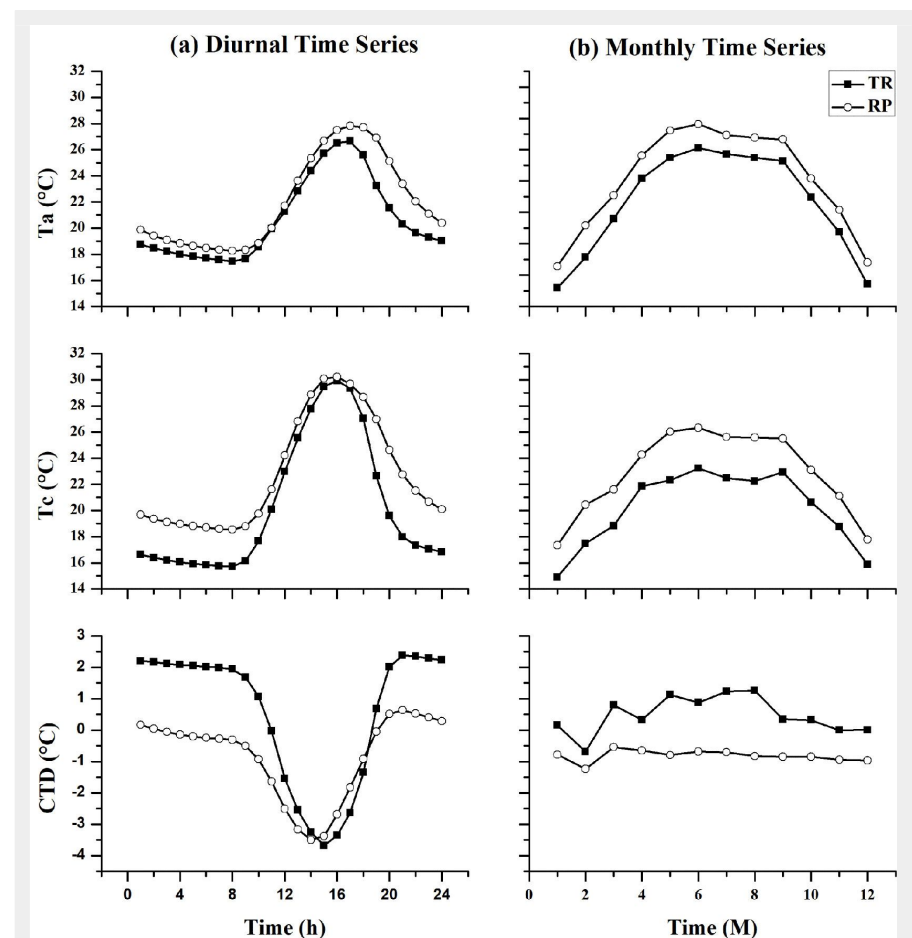 (a) Diurnal Time Series
(b) Monthly Time Series
TR
RP
Ta (°C)
32
30
28
26
24
22
20
18
16
14
Tc (°C)
32
30
28
26
24
22
20
18
16
14
CTD (°C)
3
2
1
0
-1
-2
-3
-4
0 4 8 12 16 20 24
0 2 4 6 8 10 12
Time (h)
Time (M)